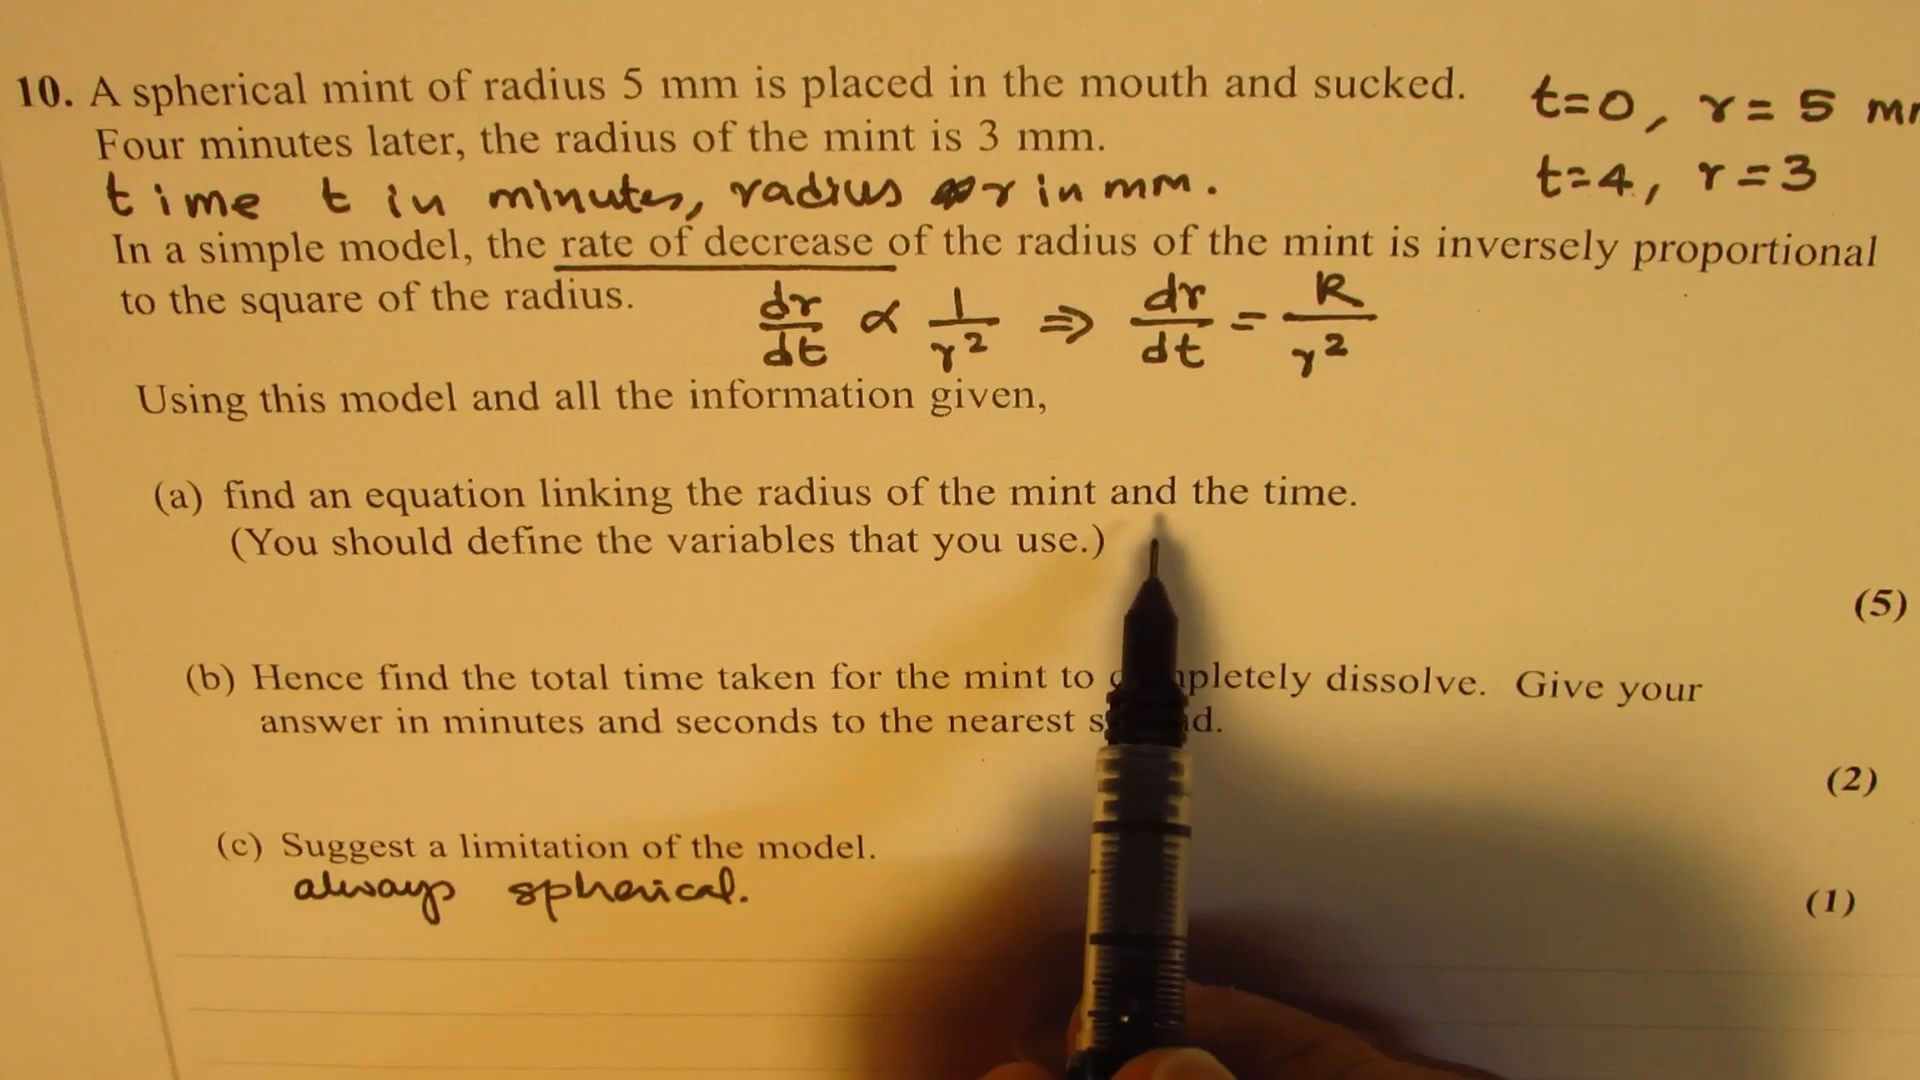 10. A spherical mint of radius 5 mm is placed in the mouth and sucked.
t=0, r = 5 m
Four minutes later, the radius of the mint is 3 mm.
t=4, r = 3
time t in minutes, radius r in mm.
In a simple model, the rate of decrease of the radius of the mint is inversely proportional
to the square of the radius.
dr/dt ∝ 1/r² ⇒ dr/dt = k/r²
Using this model and all the information given,
(a) find an equation linking the radius of the mint and the time.
(You should define the variables that you use.)
(5)
(b) Hence find the total time taken for the mint to completely dissolve. Give your
answer in minutes and seconds to the nearest second.
(2)
(c) Suggest a limitation of the model.
always spherical.
(1)